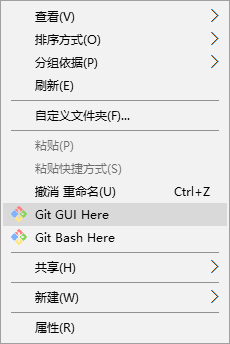 查看(V)
排序方式(O)
分组依据(P)
刷新(E)
自定义文件夹(F)...
粘贴(P)
粘贴快捷方式(S)
撤消 重命名(U) Ctrl+Z
Git GUI Here
Git Bash Here
共享(H)
新建(W)
属性(R)